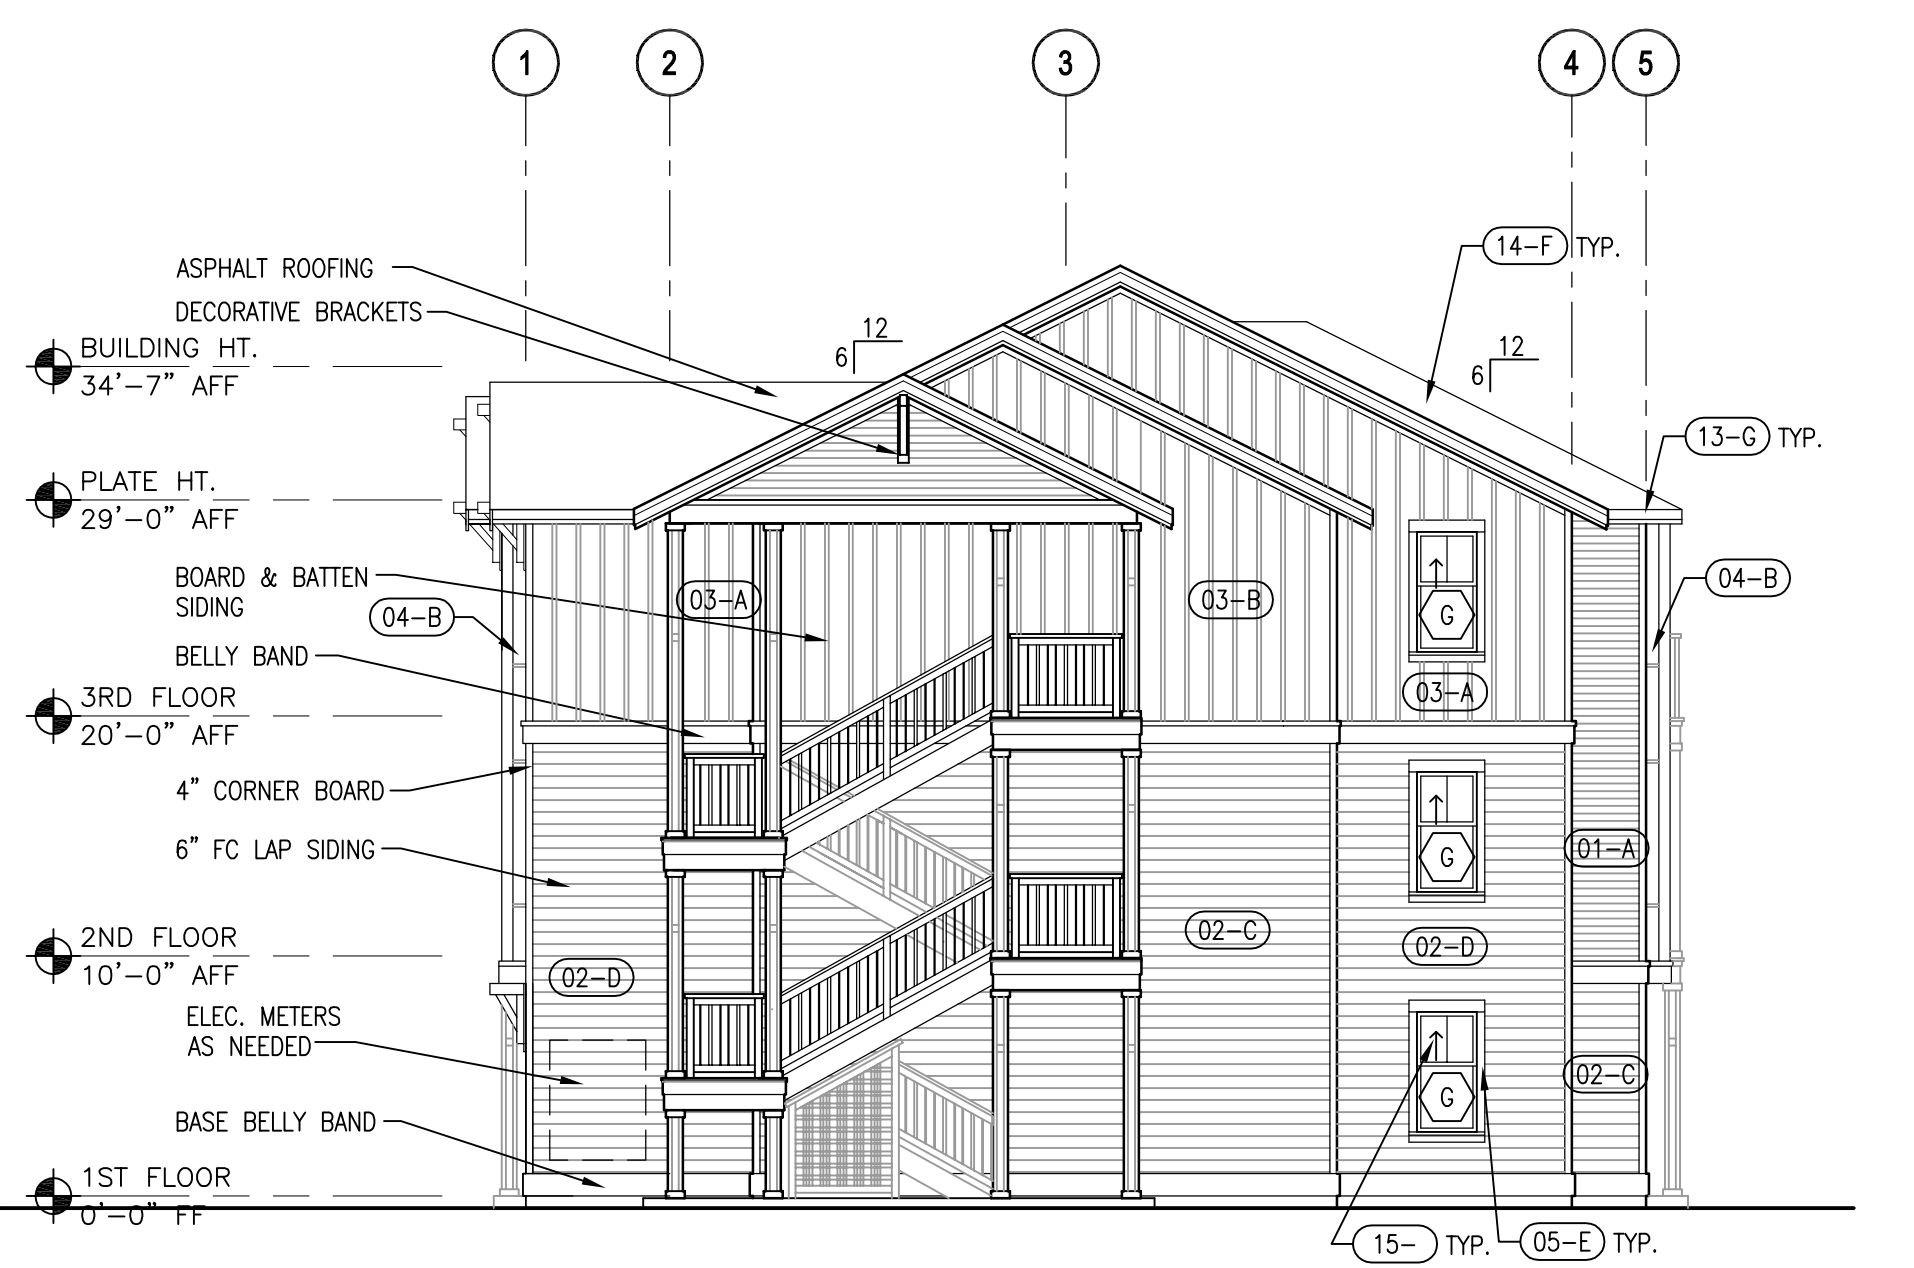 1 2 3 4 5
14-F TYP.
ASPHALT ROOFING
DECORATIVE BRACKETS
12
6
12
6
BUILDING HT.
34'-7" AFF
13-G TYP.
PLATE HT.
29'-0" AFF
BOARD & BATTEN
SIDING
04-B
03-A
03-B
04-B
G
BELLY BAND
3RD FLOOR
20'-0" AFF
03-A
4" CORNER BOARD
6" FC LAP SIDING
G
01-A
2ND FLOOR
10'-0" AFF
02-D
02-C
02-D
ELEC. METERS
AS NEEDED
G
02-C
BASE BELLY BAND
1ST FLOOR
0'-0" FF
15- TYP.
05-E TYP.